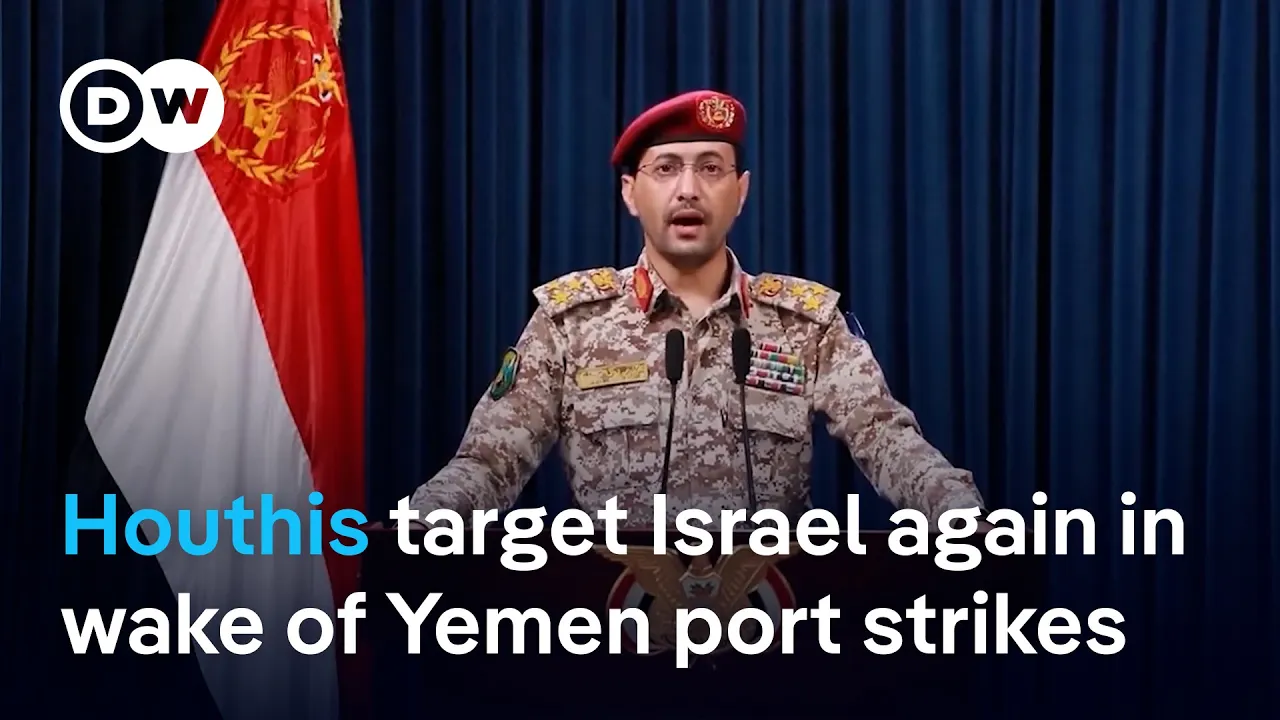 DW
Houthis target Israel again in
wake of Yemen port strikes